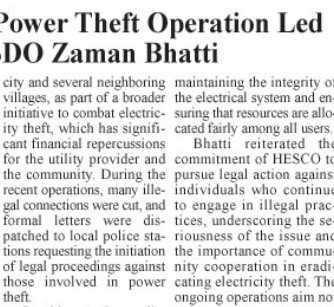 Power Theft Operation Led
SDO Zaman Bhatti
city and several neighboring
villages, as part of a broader
initiative to combat electric-
ity theft, which has signifi-
cant financial repercussions
for the utility provider and
the community. During the
recent operations, many ille-
gal connections were cut, and
formal letters were dis-
patched to local police sta-
tions requesting the initiation
of legal proceedings against
those involved in power
theft.
maintaining the integrity of
the electrical system and en-
suring that resources are allo-
cated fairly among all users.
Bhatti reiterated the
commitment of HESCO to
pursue legal action against
individuals who continue
to engage in illegal prac-
tices, underscoring the se-
riousness of the issue and
the importance of commu-
nity cooperation in eradi-
cating electricity theft. The
ongoing operations aimed